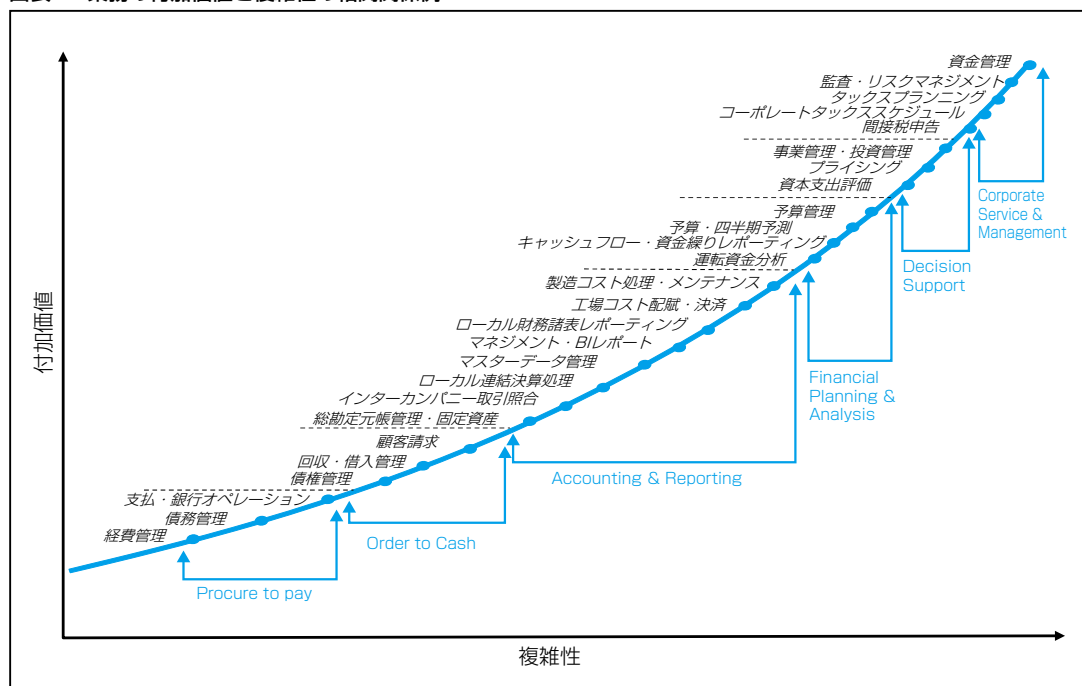 付加価値
資金管理
監査・リスクマネジメント
タックスプランニング
コーポレートタックススケジュール
間接税申告
事業管理・投資管理
プライシング
資本支出評価
予算管理
予算・四半期予測
キャッシュフロー・資金繰りレポーティング
運転資金分析
製造コスト処理・メンテナンス
工場コスト配賦・決済
ローカル財務諸表レポーティング
マネジメント・BIレポート
マスターデータ管理
ローカル連結決算処理
インターカンパニー取引照合
総勘定元帳管理・固定資産
顧客請求
回収・借入管理
債権管理
支払・銀行オペレーション
債務管理
経費管理
Corporate
Service &
Management
Decision
Support
Financial
Planning &
Analysis
Accounting & Reporting
Order to Cash
Procure to pay
複雑性